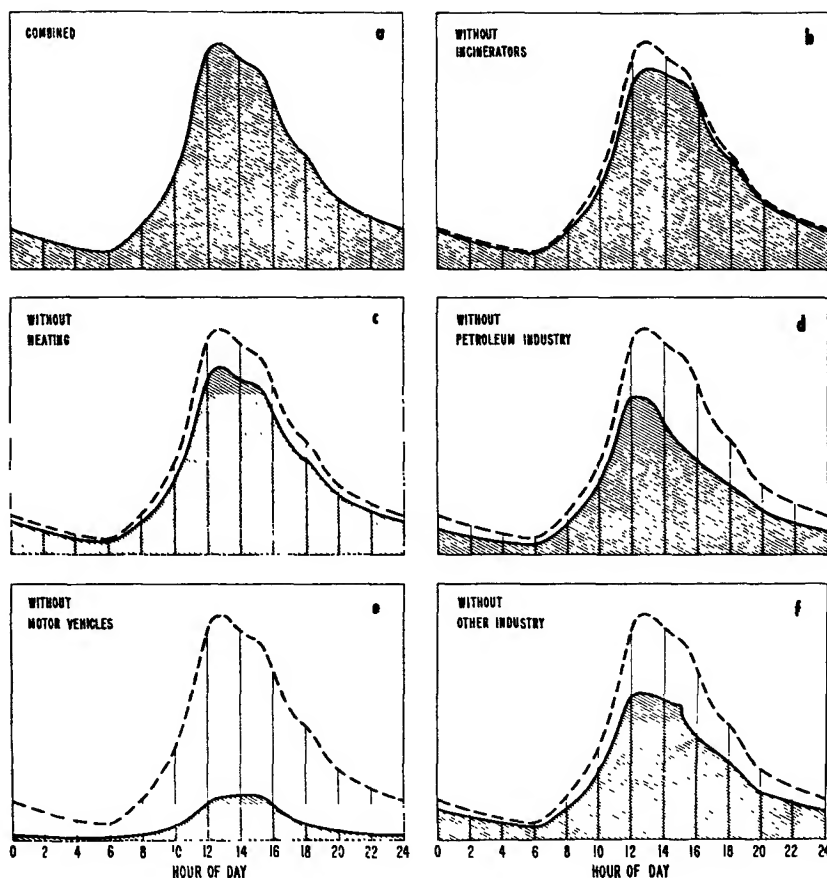 COMBINED
a
WITHOUT
INCINERATORS
b
WITHOUT
HEATING
c
WITHOUT
PETROLEUM INDUSTRY
d
WITHOUT
MOTOR VEHICLES
e
WITHOUT
OTHER INDUSTRY
f
0 2 4 6 8 10 12 14 16 18 20 22 24
HOUR OF DAY
0 2 4 6 8 10 12 14 16 18 20 22 24
HOUR OF DAY